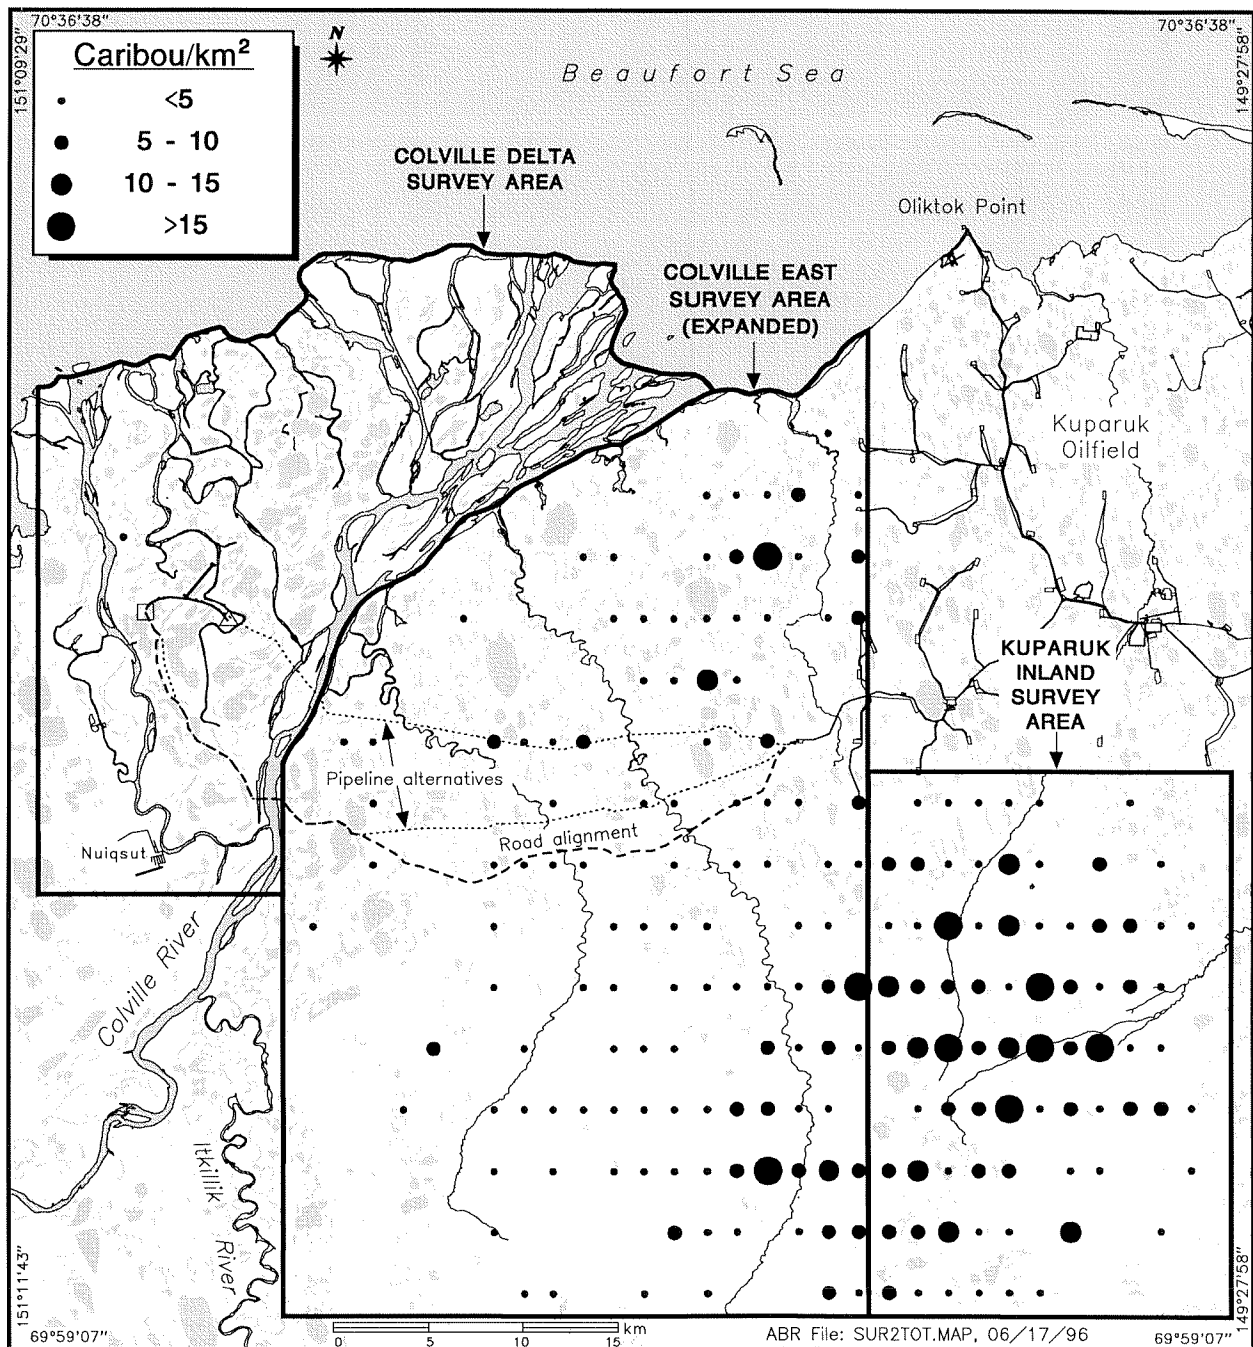 70°36'38"
70°36'38"
151°09'29"
149°27'58"
Caribou/km²
<5
5 - 10
10 - 15
>15
N
Beaufort Sea
COLVILLE DELTA
SURVEY AREA
Oliktok Point
COLVILLE EAST
SURVEY AREA
(EXPANDED)
Kuparuk
Oilfield
KUPARUK
INLAND
SURVEY
AREA
Pipeline alternatives
Road alignment
Nuiqsut
Colville River
Itkillik
River
151°11'43"
149°27'58"
69°59'07"
0 5 10 15 km
ABR File: SUR2TOT.MAP, 06/17/96
69°59'07"